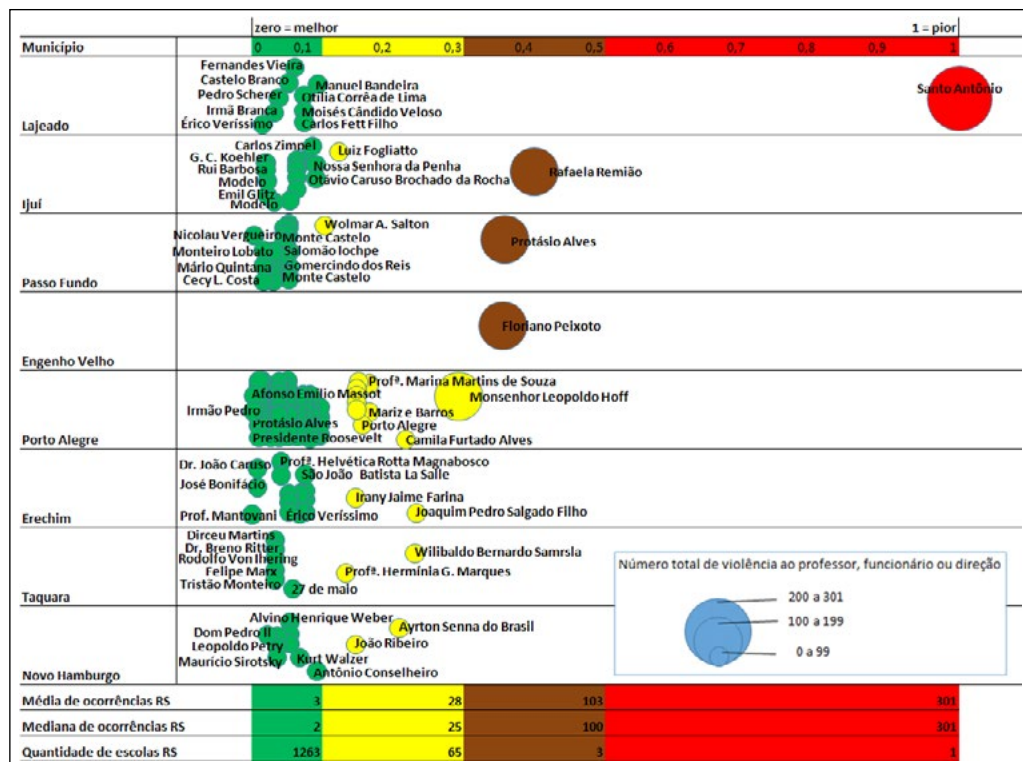 zero = melhor 1 = pior
Município 0 0,1 0,2 0,3 0,4 0,5 0,6 0,7 0,8 0,9 1
Fernandes Vieira
Castelo Branco Manuel Bandeira Santo Antônio
Pedro Scherer Otília Corrêa de Lima
Irmã Branca Moisés Cândido Veloso
Lajeado Érico Veríssimo Carlos Fett Filho
Carlos Zimpel Luiz Fogliatto
G. C. Koehler Nossa Senhora da Penha
Rui Barbosa Rafaela Remião
Modelo Otávio Caruso Brochado da Rocha
Emil Glitz
Ijuí Modelo
Wolmar A. Salton
Nicolau Vergueiro Monte Castelo Protásio Alves
Monteiro Lobato Salomão Iochpe
Mário Quintana Gomercindo dos Reis
Passo Fundo Cecy L. Costa Monte Castelo
Floriano Peixoto
Engenho Velho
Profª. Marina Martins de Souza
Afonso Emílio Massot Monsenhor Leopoldo Hoff
Irmão Pedro Mariz e Barros
Protásio Alves Porto Alegre
Porto Alegre Presidente Roosevelt Camila Furtado Alves
Dr. João Caruso Profª. Helvética Rotta Magnabosco
São João Batista La Salle
José Bonifácio
Irany Jaime Farina
Erechim Prof. Mantovani Érico Veríssimo Joaquim Pedro Salgado Filho
Dirceu Martins
Dr. Breno Ritter Wilibaldo Bernardo Samrsla
Rodolfo Von Ihering
Felipe Marx Profª. Hermínia G. Marques
Tristão Monteiro 27 de maio
Taquara
Número total de violência ao professor, funcionário ou direção
200 a 301
100 a 199
0 a 99
Alvino Henrique Weber
Dom Pedro II Ayrton Senna do Brasil
Leopoldo Petry João Ribeiro
Maurício Sirotsky Kurt Walzer
Novo Hamburgo Antônio Conselheiro
Média de ocorrências RS 3 28 103 301
Mediana de ocorrências RS 2 25 100 301
Quantidade de escolas RS 1263 65 3 1